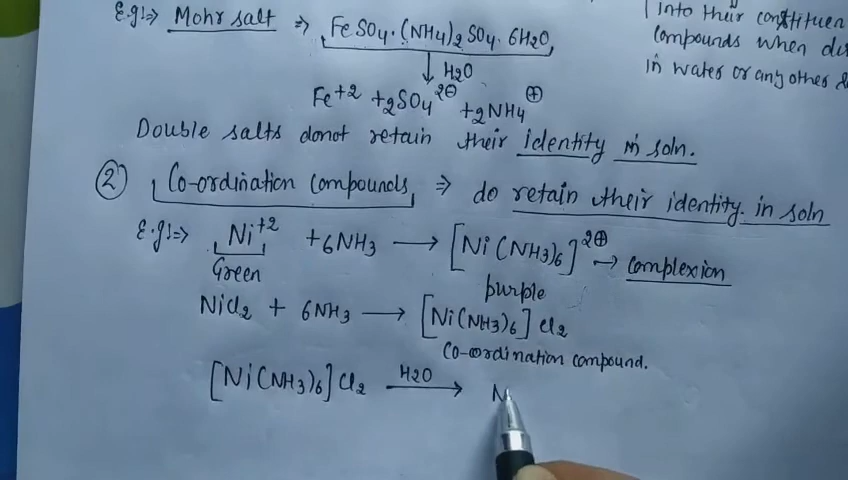 E.g!⇒ Mohr salt ⇒ FeSO4·(NH4)2SO4·6H2O
into their constituen
compounds when di
in water or any other
↓H2O
Fe+2 + 2SO4 2⊖ + 2NH4 ⊕
Double salts donot retain their identity in soln.
② Co-ordination compounds ⇒ do retain their identity. in soln
E.g!⇒ Ni+2 + 6NH3 ⟶ [Ni(NH3)6]2⊕ → complexion
Green purple
NiCl2 + 6NH3 ⟶ [Ni(NH3)6]Cl2
Co-ordination compound.
[Ni(NH3)6]Cl2 H2O⟶ N